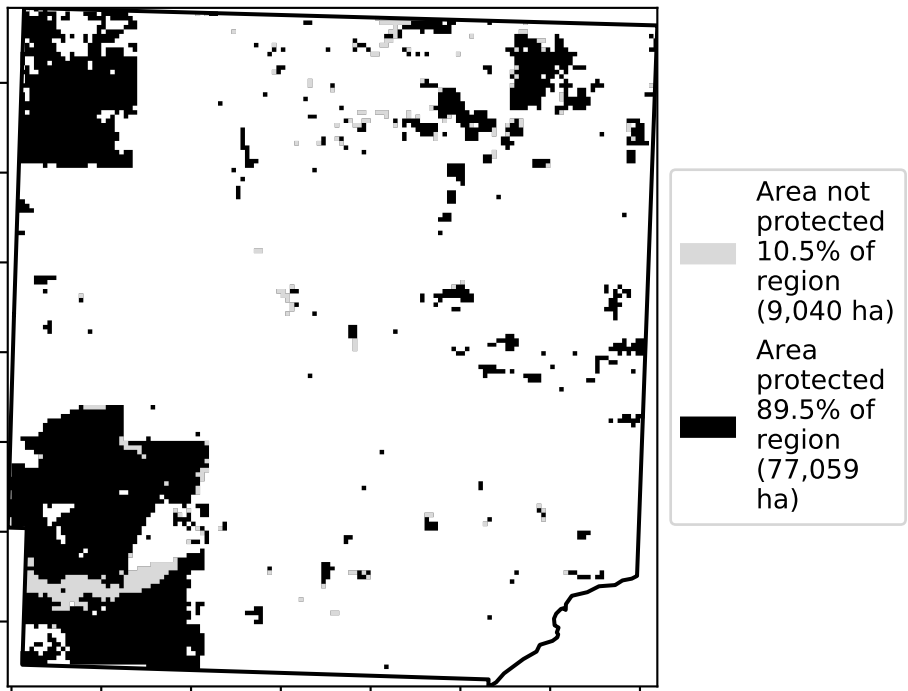 Area not
protected
10.5% of
region
(9,040 ha)
Area
protected
89.5% of
region
(77,059
ha)